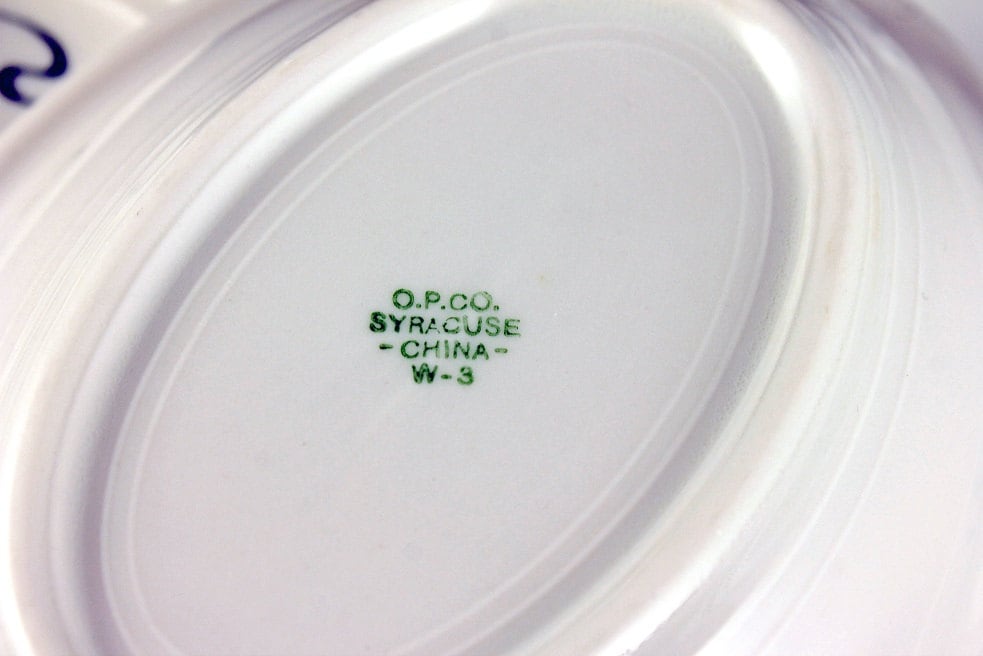 O.P.CO.
SYRACUSE
-CHINA-
W-3